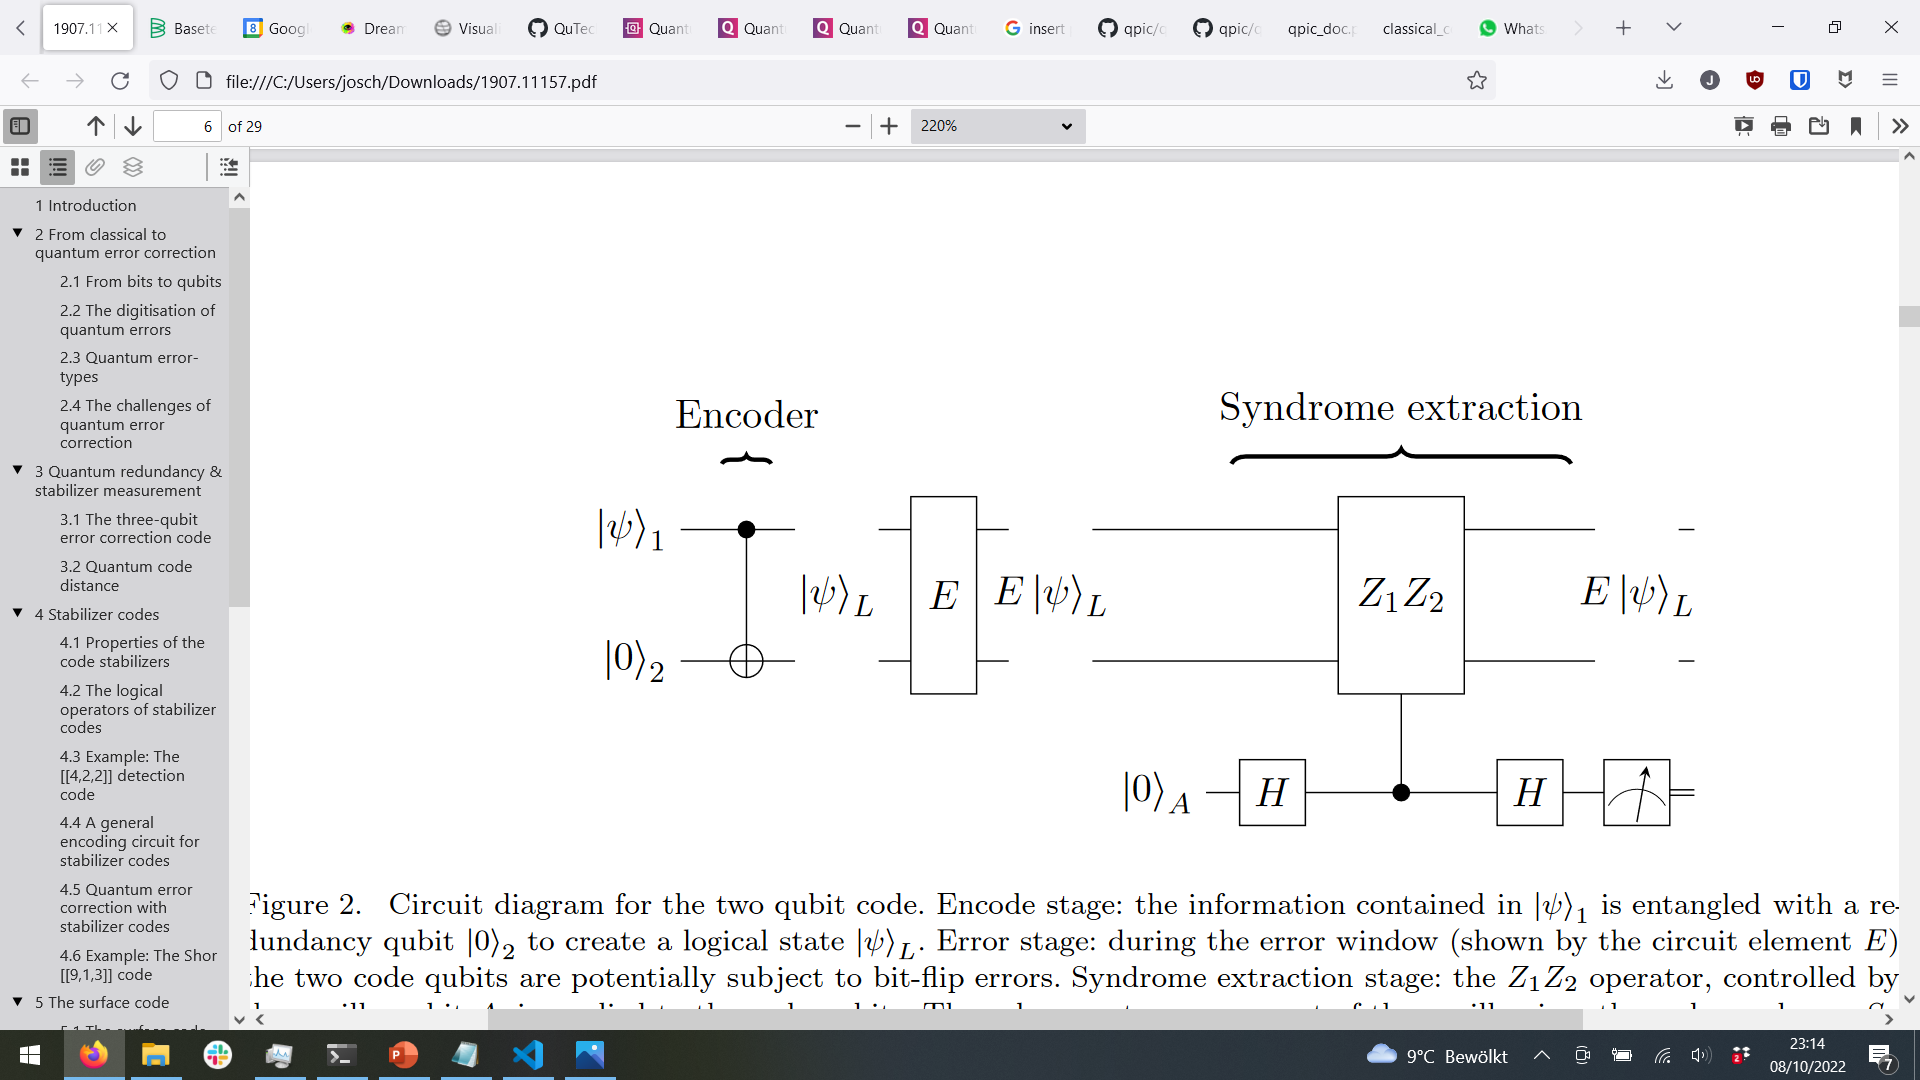 1907.11
Baset
Googl
Dream
Visuali
QuTec
Quant
Quant
Quant
Quant
insert
qpic/
qpic/
qpic_doc.p
classical_c
Whats
file:///C:/Users/josch/Downloads/1907.11157.pdf
6 of 29
220%
1 Introduction
2 From classical to
quantum error correction
2.1 From bits to qubits
2.2 The digitisation of
quantum errors
2.3 Quantum error-
types
2.4 The challenges of
quantum error
correction
3 Quantum redundancy &
stabilizer measurement
3.1 The three-qubit
error correction code
3.2 Quantum code
distance
4 Stabilizer codes
4.1 Properties of the
code stabilizers
4.2 The logical
operators of stabilizer
codes
4.3 Example: The
[[4,2,2]] detection
code
4.4 A general
encoding circuit for
stabilizer codes
4.5 Quantum error
correction with
stabilizer codes
4.6 Example: The Shor
[[9,1,3]] code
5 The surface code
Encoder
Syndrome extraction
|ψ⟩1
|0⟩2
|ψ⟩L
E
E |ψ⟩L
Z1Z2
E |ψ⟩L
|0⟩A
H
H
Figure 2. Circuit diagram for the two qubit code. Encode stage: the information contained in |ψ⟩1 is entangled with a re-
dundancy qubit |0⟩2 to create a logical state |ψ⟩L. Error stage: during the error window (shown by the circuit element E)
the two code qubits are potentially subject to bit-flip errors. Syndrome extraction stage: the Z1Z2 operator, controlled by
9°C Bewölkt
23:14
08/10/2022
7